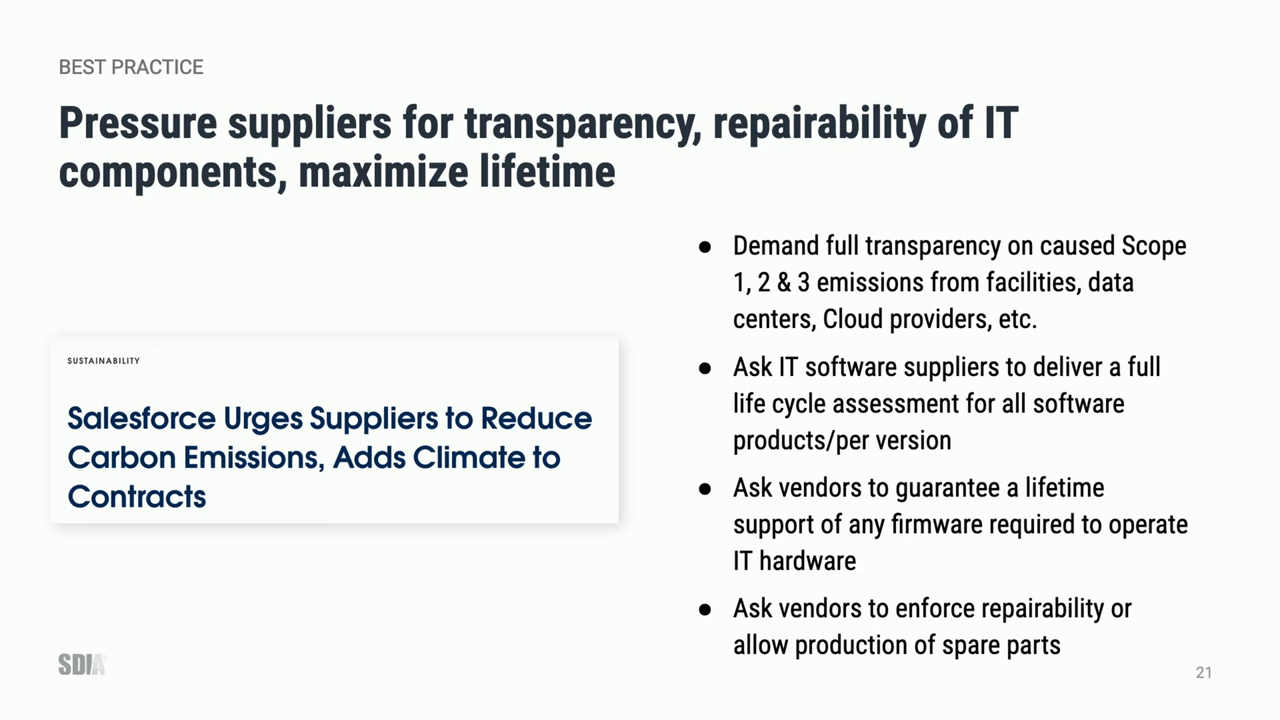 BEST PRACTICE
Pressure suppliers for transparency, repairability of IT
components, maximize lifetime
SUSTAINABILITY
Salesforce Urges Suppliers to Reduce
Carbon Emissions, Adds Climate to
Contracts
● Demand full transparency on caused Scope
1, 2 & 3 emissions from facilities, data
centers, Cloud providers, etc.
● Ask IT software suppliers to deliver a full
life cycle assessment for all software
products/per version
● Ask vendors to guarantee a lifetime
support of any firmware required to operate
IT hardware
● Ask vendors to enforce repairability or
allow production of spare parts
SDIA
21